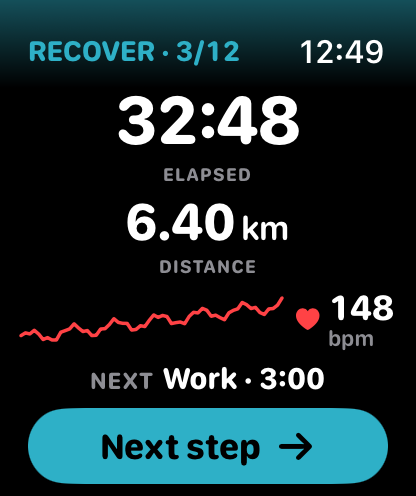 RECOVER · 3/12 12:49
32:48
ELAPSED
6.40 km
DISTANCE
148
bpm
NEXT Work · 3:00
Next step →